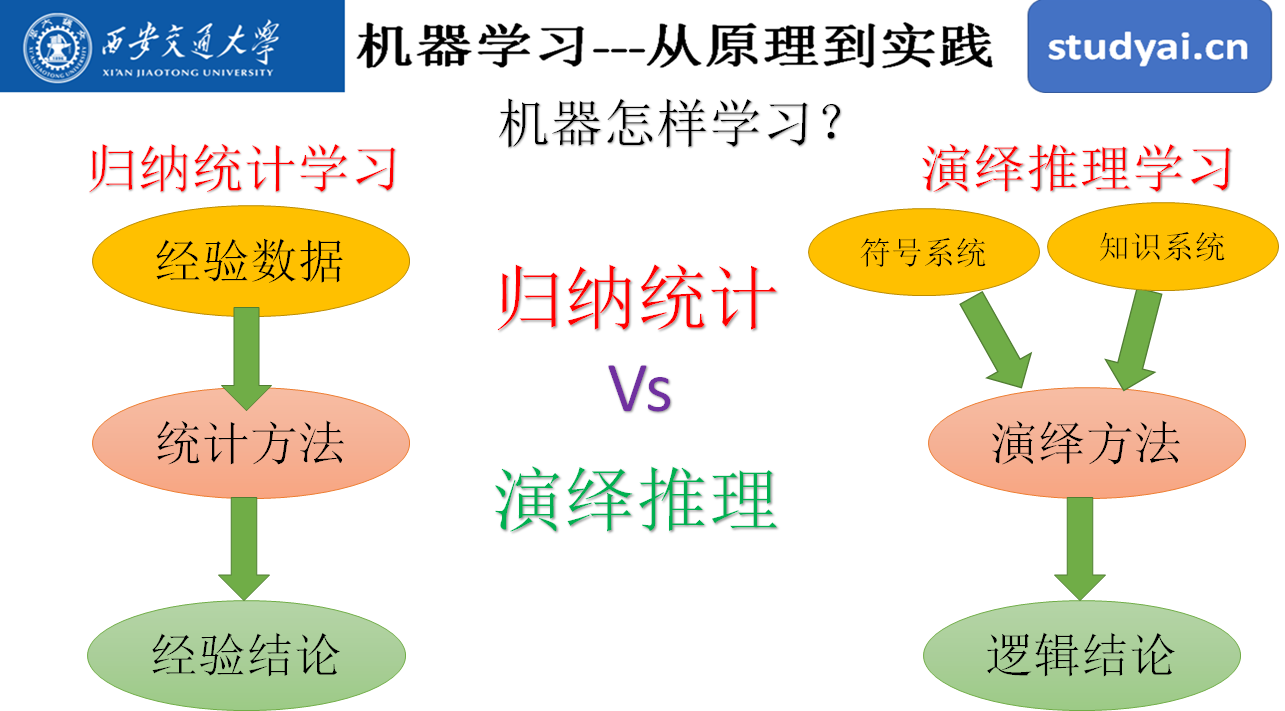 西安交通大学
XI'AN JIAOTONG UNIVERSITY
机器学习---从原理到实践
studyai.cn
机器怎样学习？
归纳统计学习
经验数据
统计方法
经验结论
归纳统计
Vs
演绎推理
演绎推理学习
符号系统
知识系统
演绎方法
逻辑结论